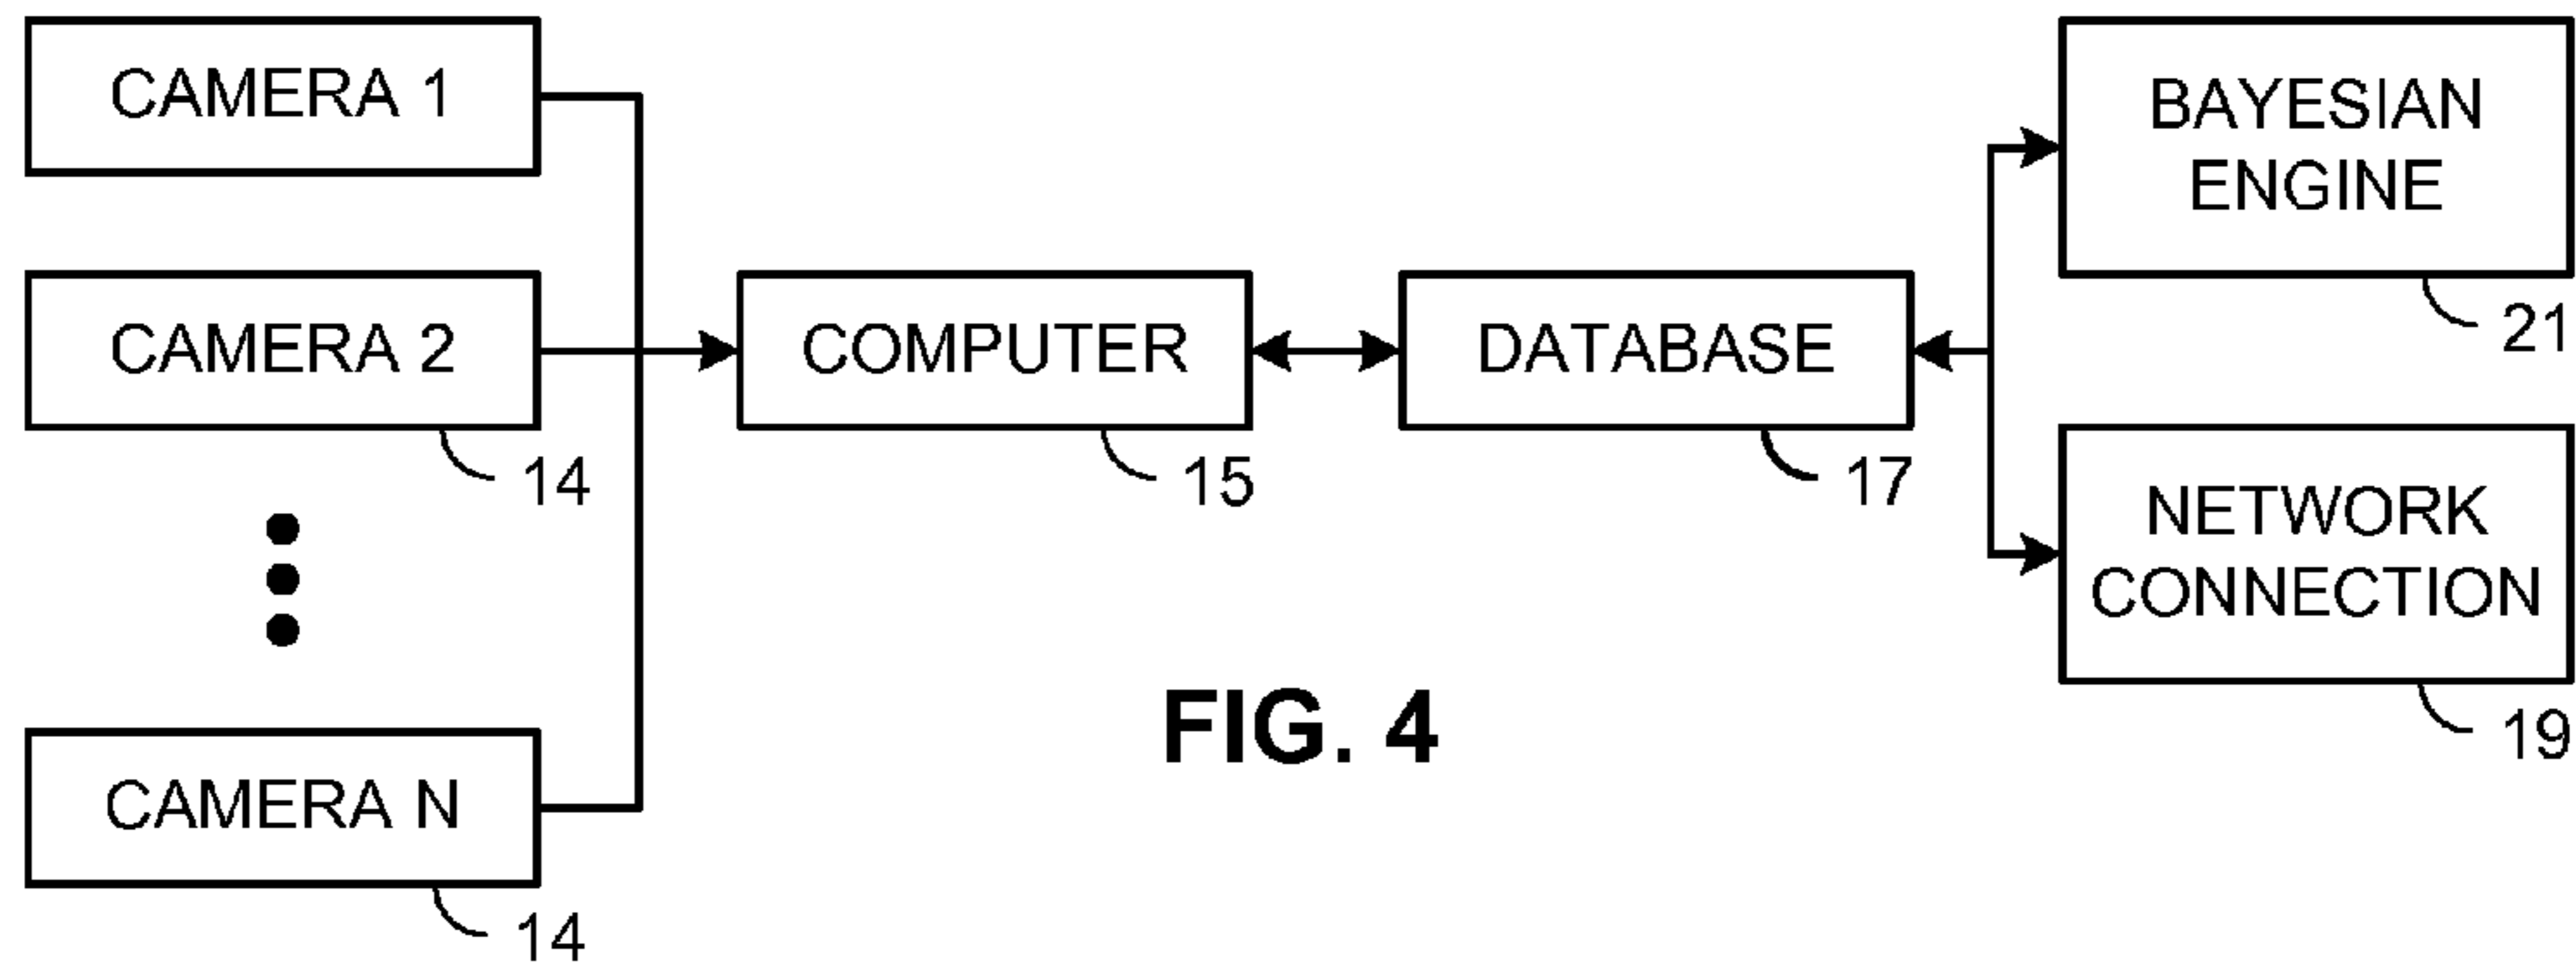 CAMERA 1
CAMERA 2
14
CAMERA N
14
COMPUTER
15
DATABASE
17
BAYESIAN
ENGINE
21
NETWORK
CONNECTION
19
FIG. 4